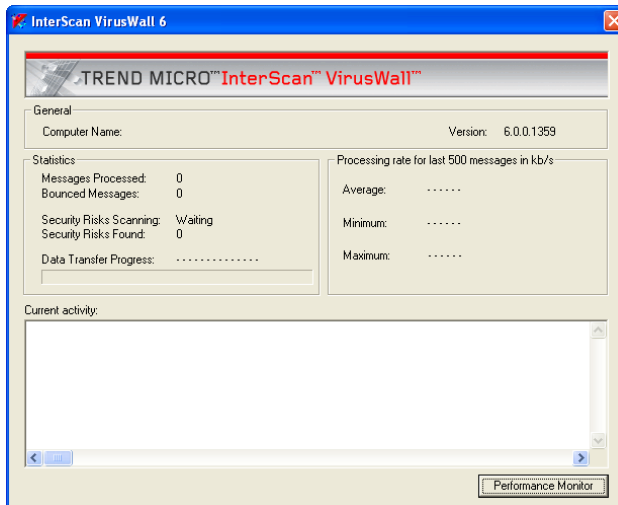 InterScan VirusWall 6
TREND MICRO™ InterScan™ VirusWall™
General
Computer Name:
Version: 6.0.0.1359
Statistics
Messages Processed: 0
Bounced Messages: 0
Security Risks Scanning: Waiting
Security Risks Found: 0
Data Transfer Progress: - - - - - - - - - - - - - -
Processing rate for last 500 messages in kb/s
Average: - - - - - -
Minimum: - - - - - -
Maximum: - - - - - -
Current activity:
Performance Monitor